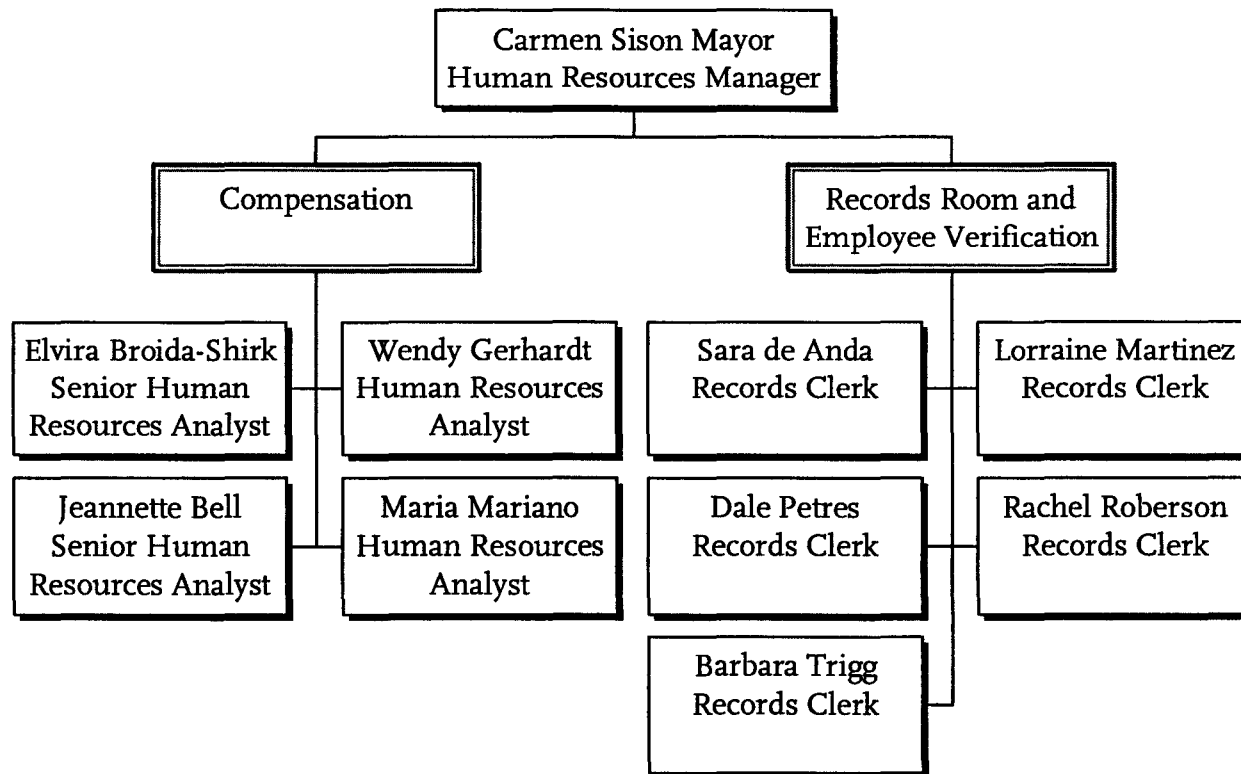 Carmen Sison Mayor
Human Resources Manager
Compensation
Records Room and
Employee Verification
Elvira Broida-Shirk
Senior Human
Resources Analyst
Wendy Gerhardt
Human Resources
Analyst
Sara de Anda
Records Clerk
Lorraine Martinez
Records Clerk
Jeannette Bell
Senior Human
Resources Analyst
Maria Mariano
Human Resources
Analyst
Dale Petres
Records Clerk
Rachel Roberson
Records Clerk
Barbara Trigg
Records Clerk